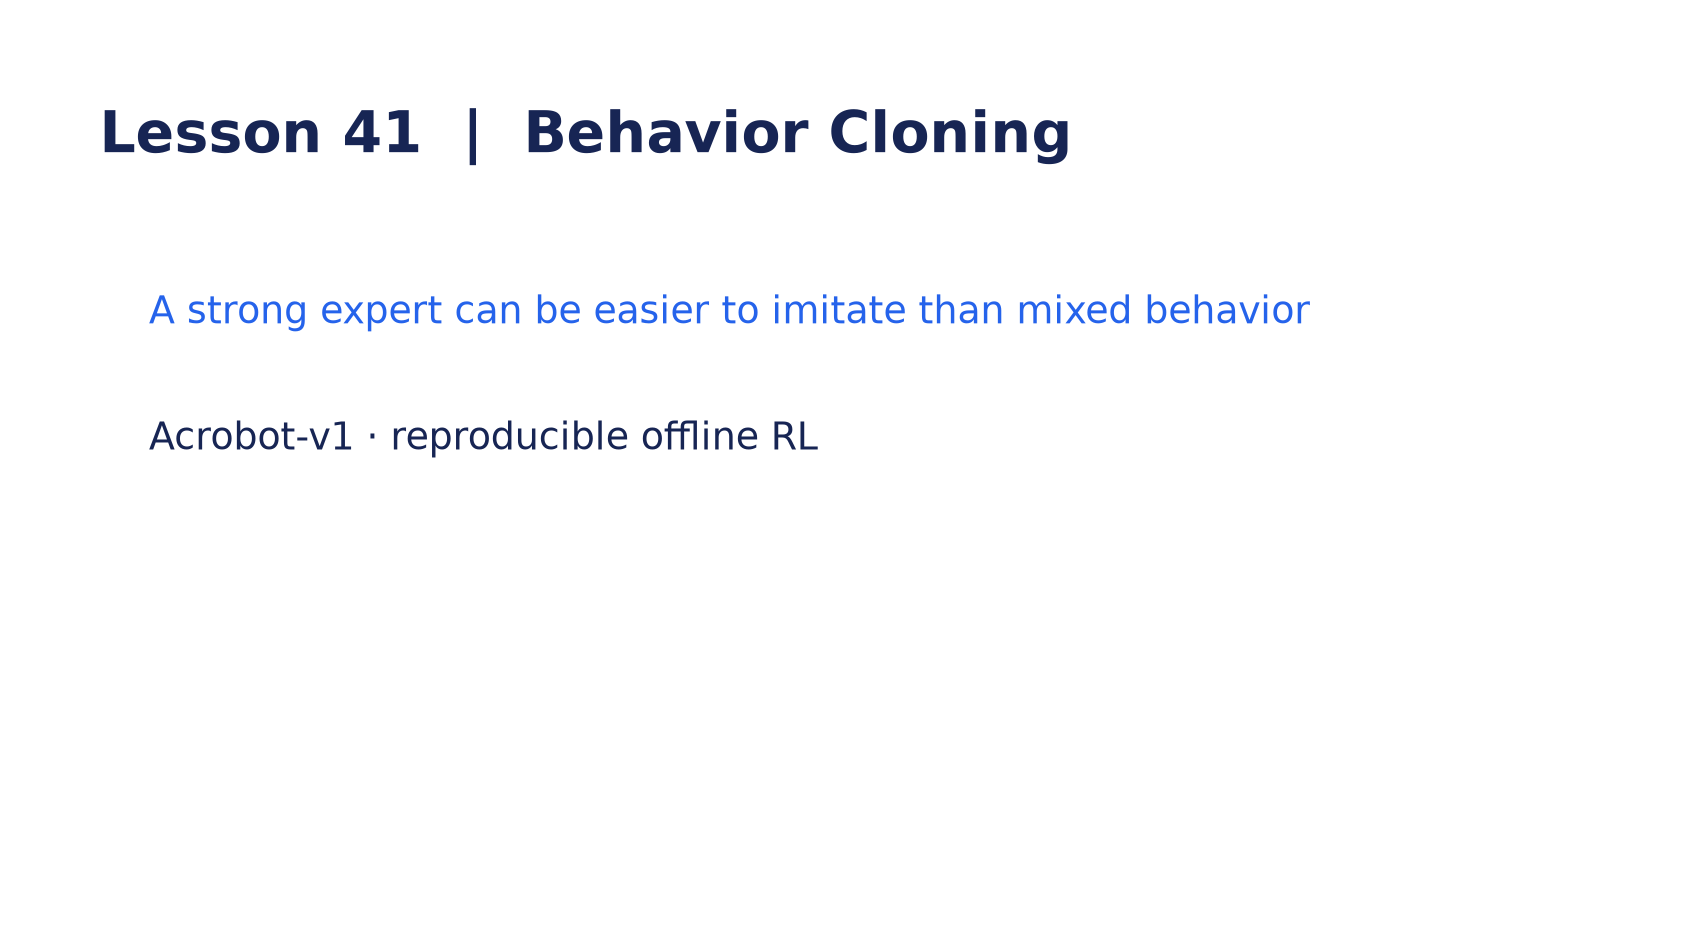 Lesson 41 | Behavior Cloning
A strong expert can be easier to imitate than mixed behavior
Acrobot-v1 · reproducible offline RL